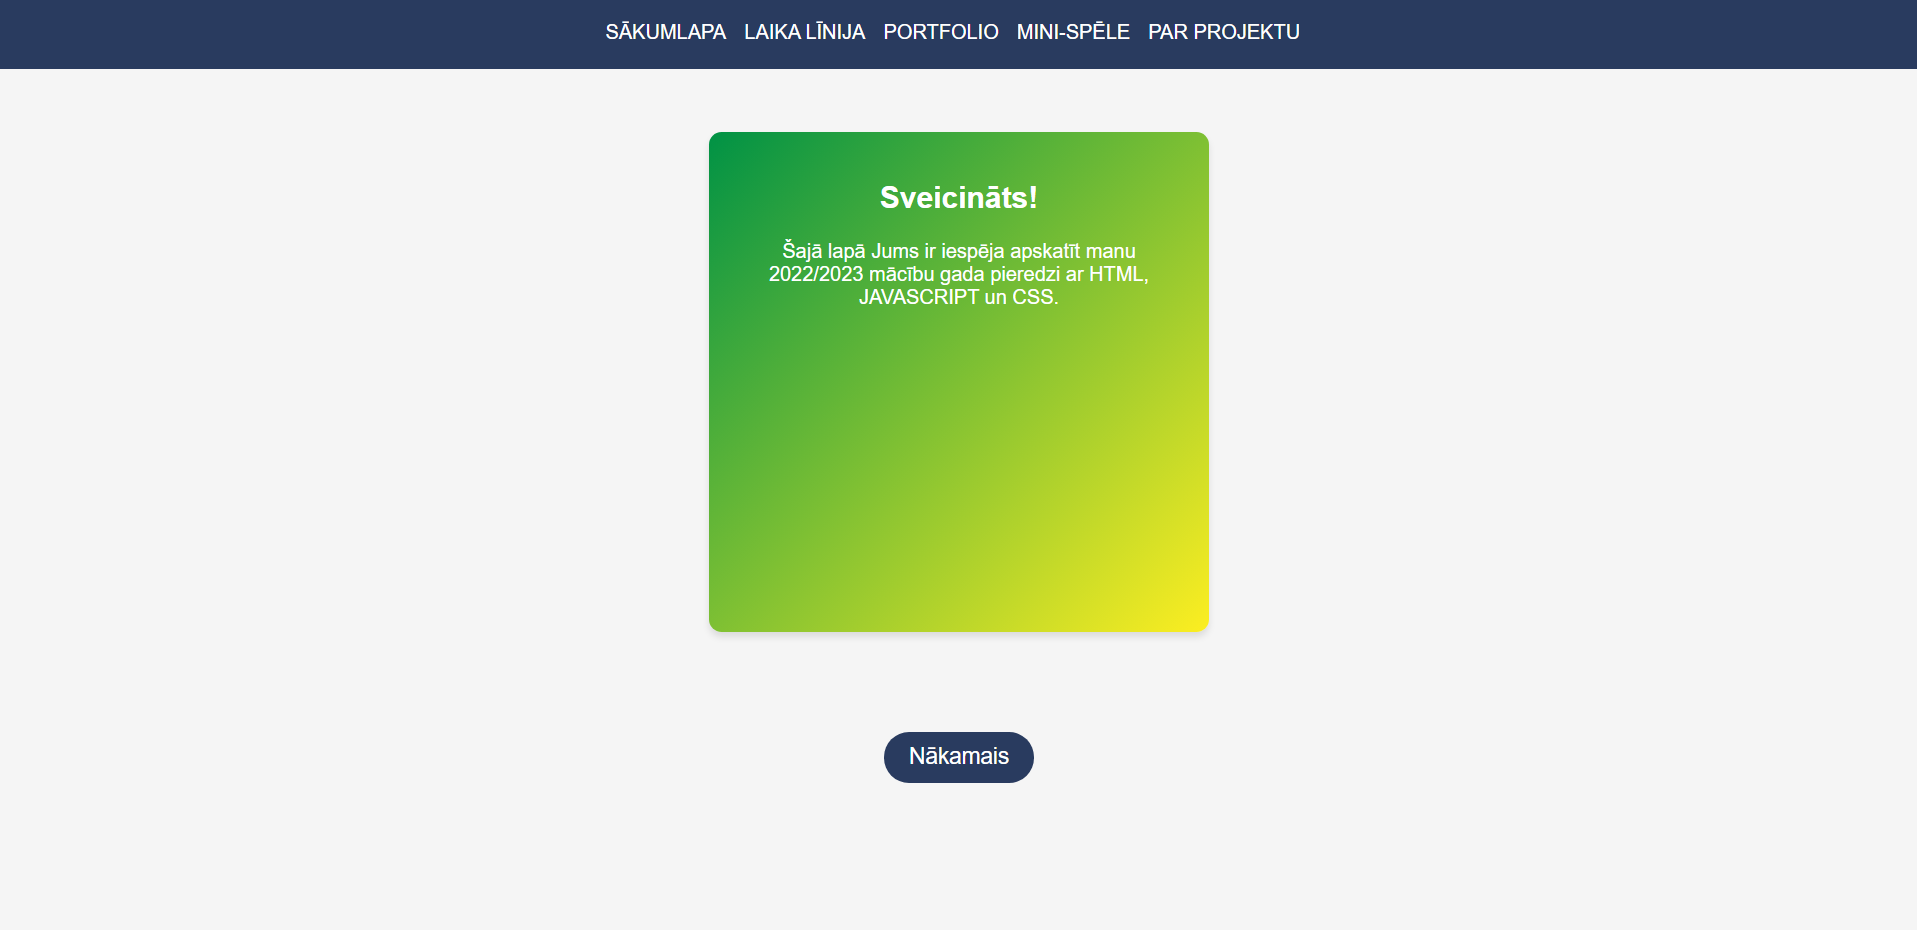 SĀKUMLAPA LAIKA LĪNIJA PORTFOLIO MINI-SPĒLE PAR PROJEKTU
Sveicināts!
Šajā lapā Jums ir iespēja apskatīt manu
2022/2023 mācību gada pieredzi ar HTML,
JAVASCRIPT un CSS.
Nākamais